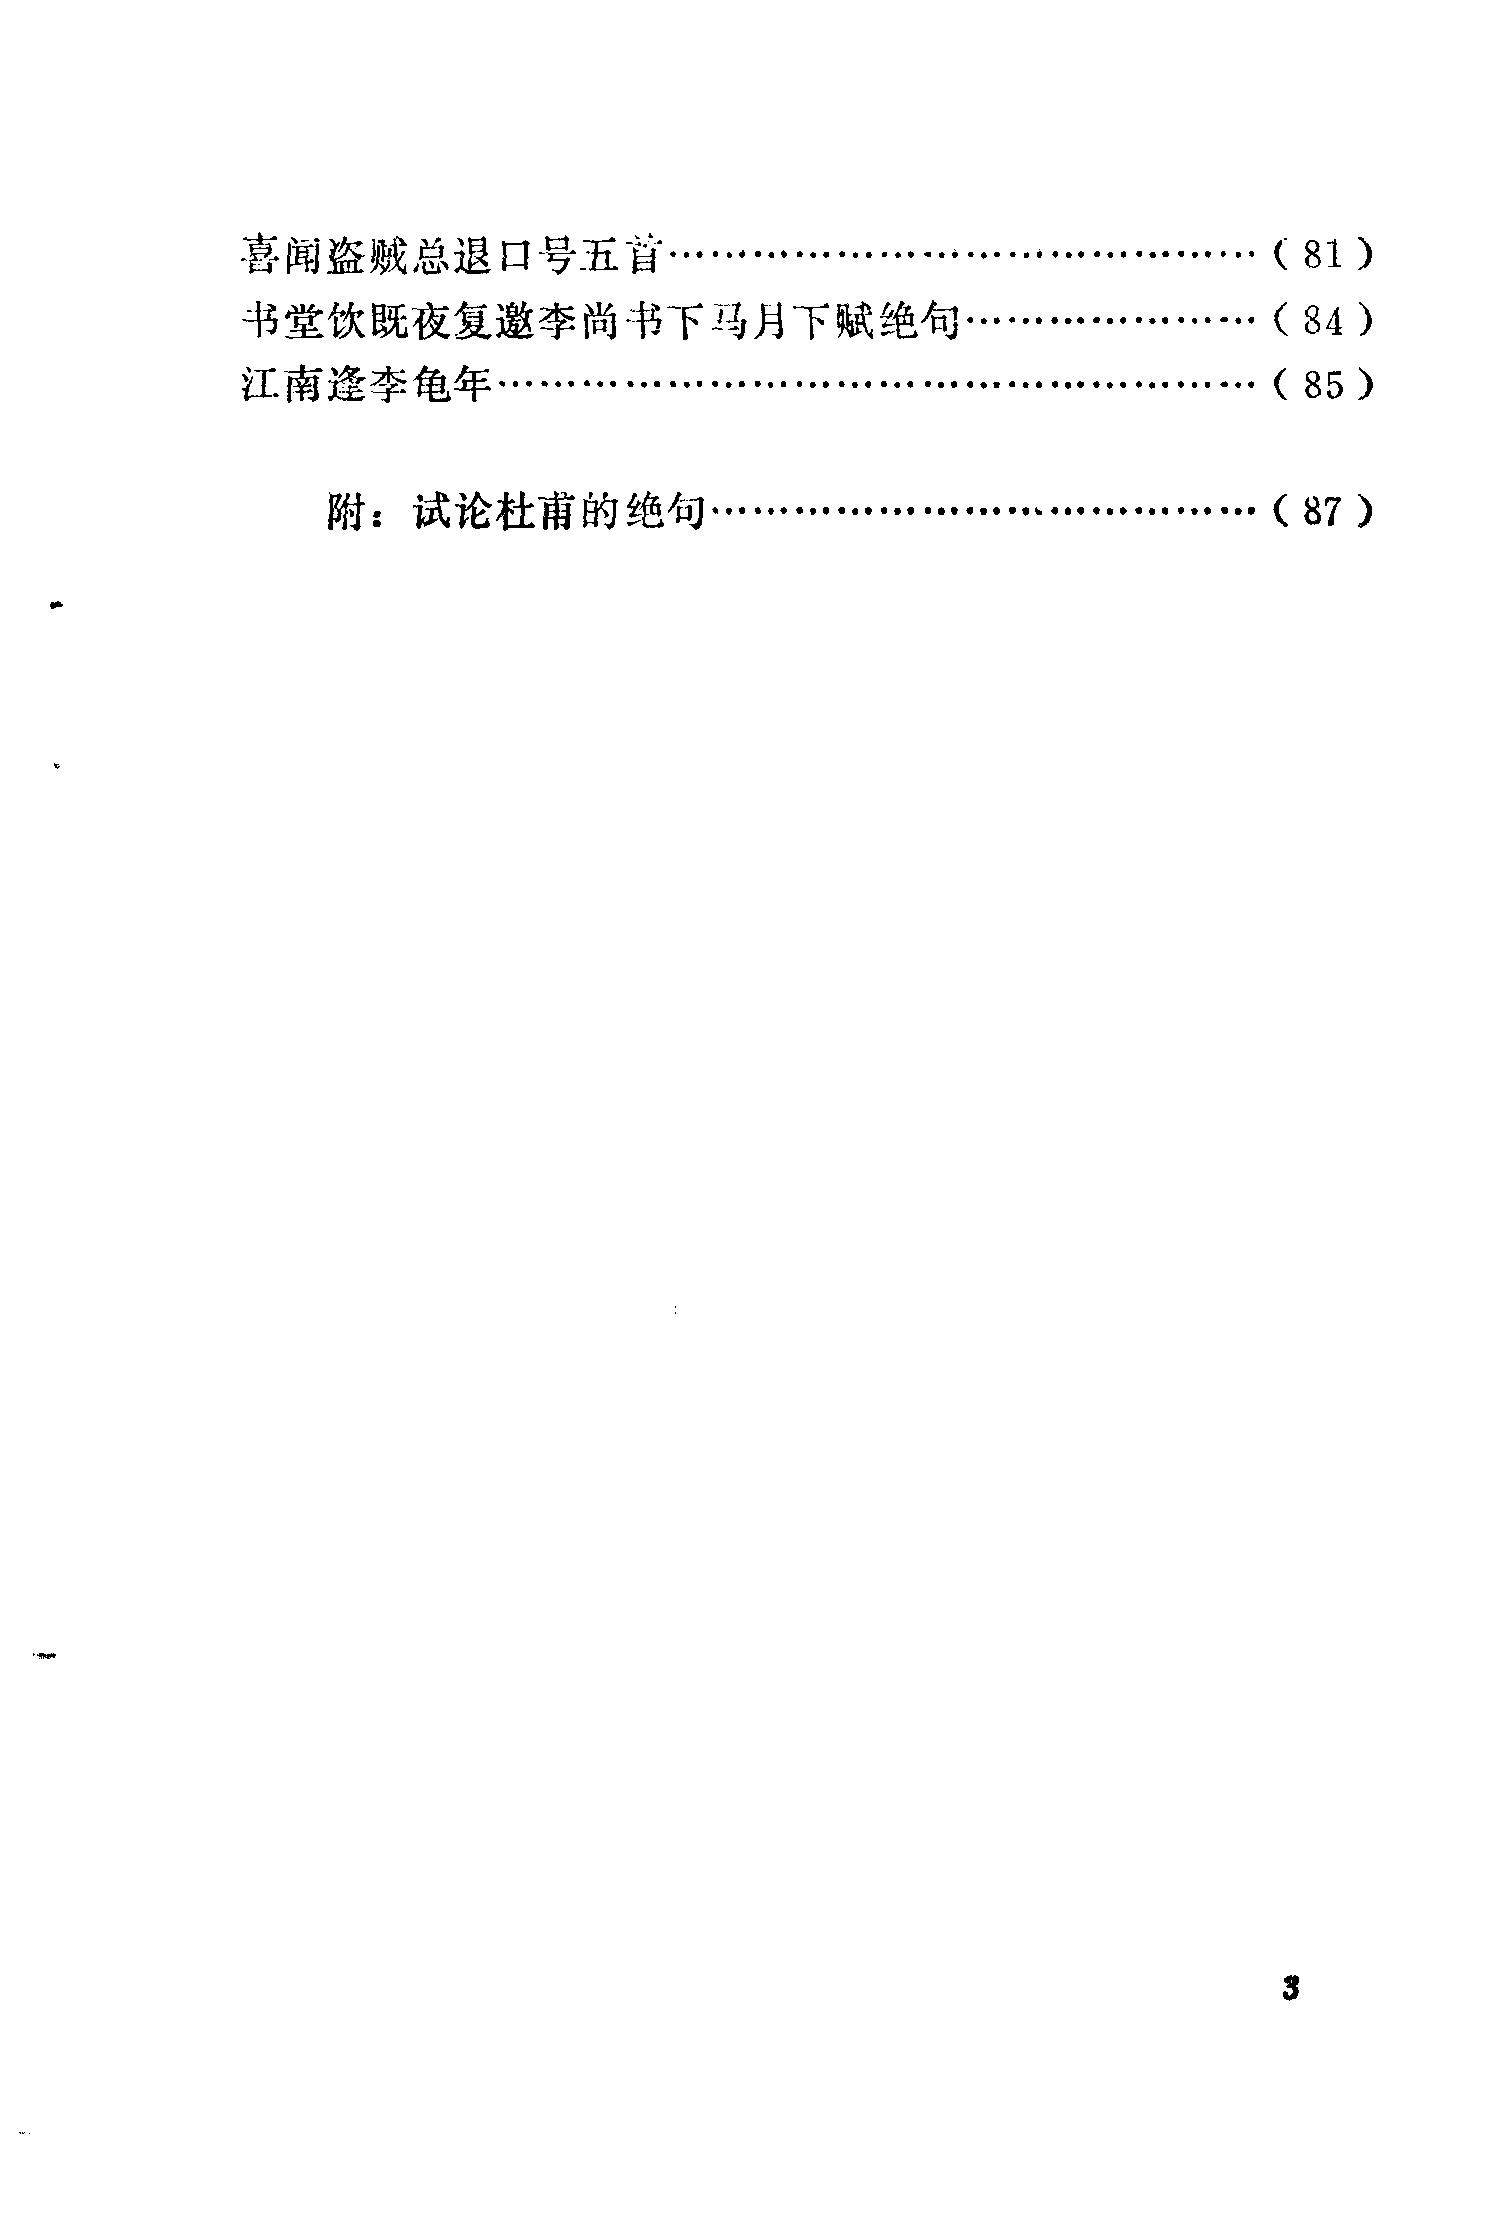 喜闻盗贼总退口号五首…………………………………（81）
书堂饮既夜复邀李尚书下马月下赋绝句…………………（84）
江南逢李龟年………………………………………………（85）
附：试论杜甫的绝句…………………………………（87）
3